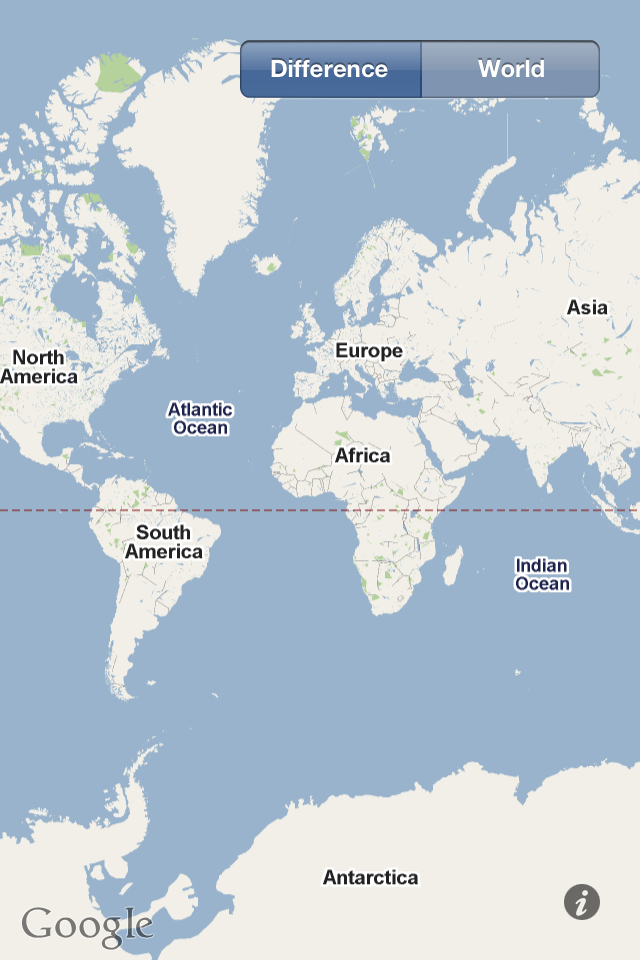 Difference World
Asia
Europe
North
America
Atlantic
Ocean
Africa
South
America
Indian
Ocean
Antarctica
i
Google